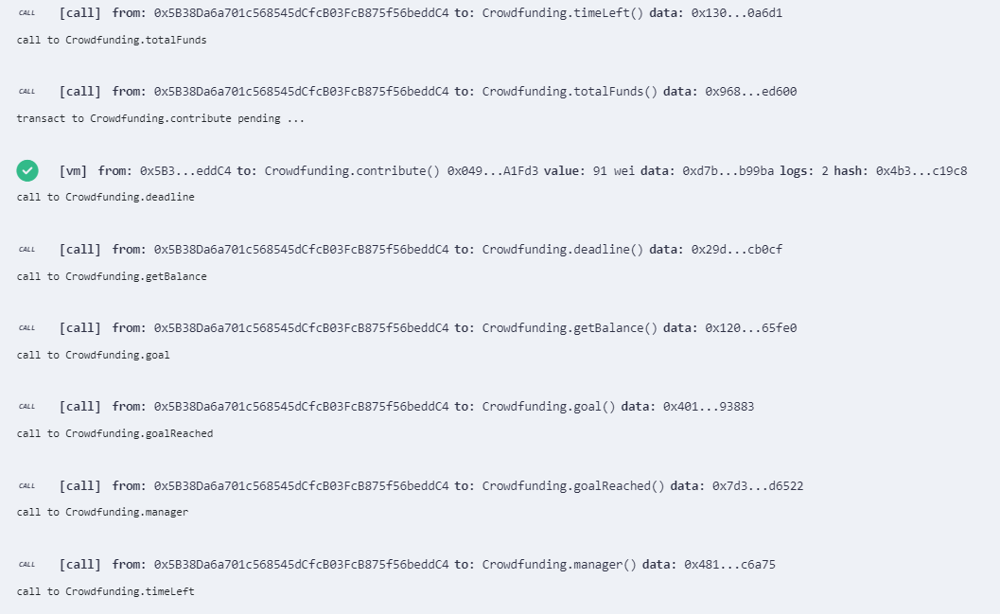 CALL [call] from: 0x5B38Da6a701c568545dCfcB03FcB875f56beddC4 to: Crowdfunding.timeLeft() data: 0x130...0a6d1
call to Crowdfunding.totalFunds
CALL [call] from: 0x5B38Da6a701c568545dCfcB03FcB875f56beddC4 to: Crowdfunding.totalFunds() data: 0x968...ed600
transact to Crowdfunding.contribute pending ...
[vm] from: 0x5B3...eddC4 to: Crowdfunding.contribute() 0x049...A1Fd3 value: 91 wei data: 0xd7b...b99ba logs: 2 hash: 0x4b3...c19c8
call to Crowdfunding.deadline
CALL [call] from: 0x5B38Da6a701c568545dCfcB03FcB875f56beddC4 to: Crowdfunding.deadline() data: 0x29d...cb0cf
call to Crowdfunding.getBalance
CALL [call] from: 0x5B38Da6a701c568545dCfcB03FcB875f56beddC4 to: Crowdfunding.getBalance() data: 0x120...65fe0
call to Crowdfunding.goal
CALL [call] from: 0x5B38Da6a701c568545dCfcB03FcB875f56beddC4 to: Crowdfunding.goal() data: 0x401...93883
call to Crowdfunding.goalReached
CALL [call] from: 0x5B38Da6a701c568545dCfcB03FcB875f56beddC4 to: Crowdfunding.goalReached() data: 0x7d3...d6522
call to Crowdfunding.manager
CALL [call] from: 0x5B38Da6a701c568545dCfcB03FcB875f56beddC4 to: Crowdfunding.manager() data: 0x481...c6a75
call to Crowdfunding.timeLeft